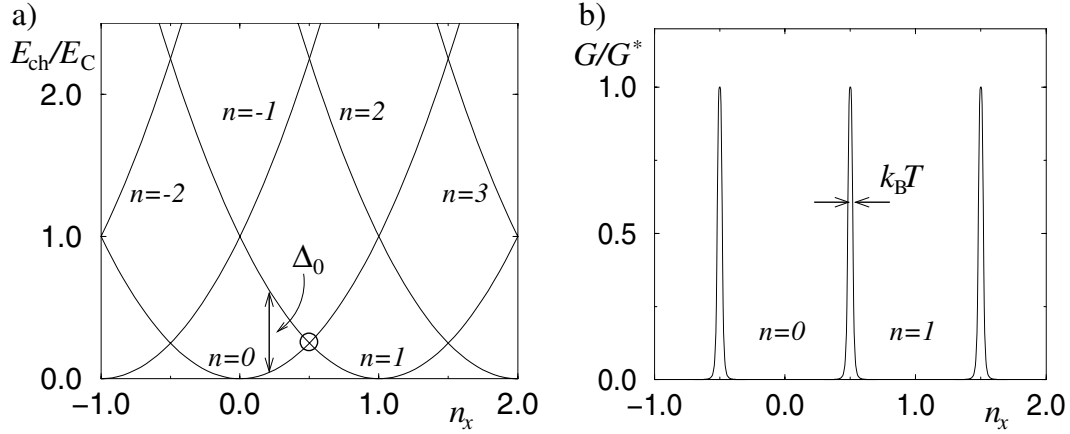 a)
E_ch/E_C
2.0
1.0
0.0
n=-1
n=2
n=-2
n=3
Δ_0
n=0
n=1
−1.0
0.0
1.0
n_x
2.0
b)
G/G^*
1.0
0.5
0.0
k_BT
n=0
n=1
−1.0
0.0
1.0
n_x
2.0